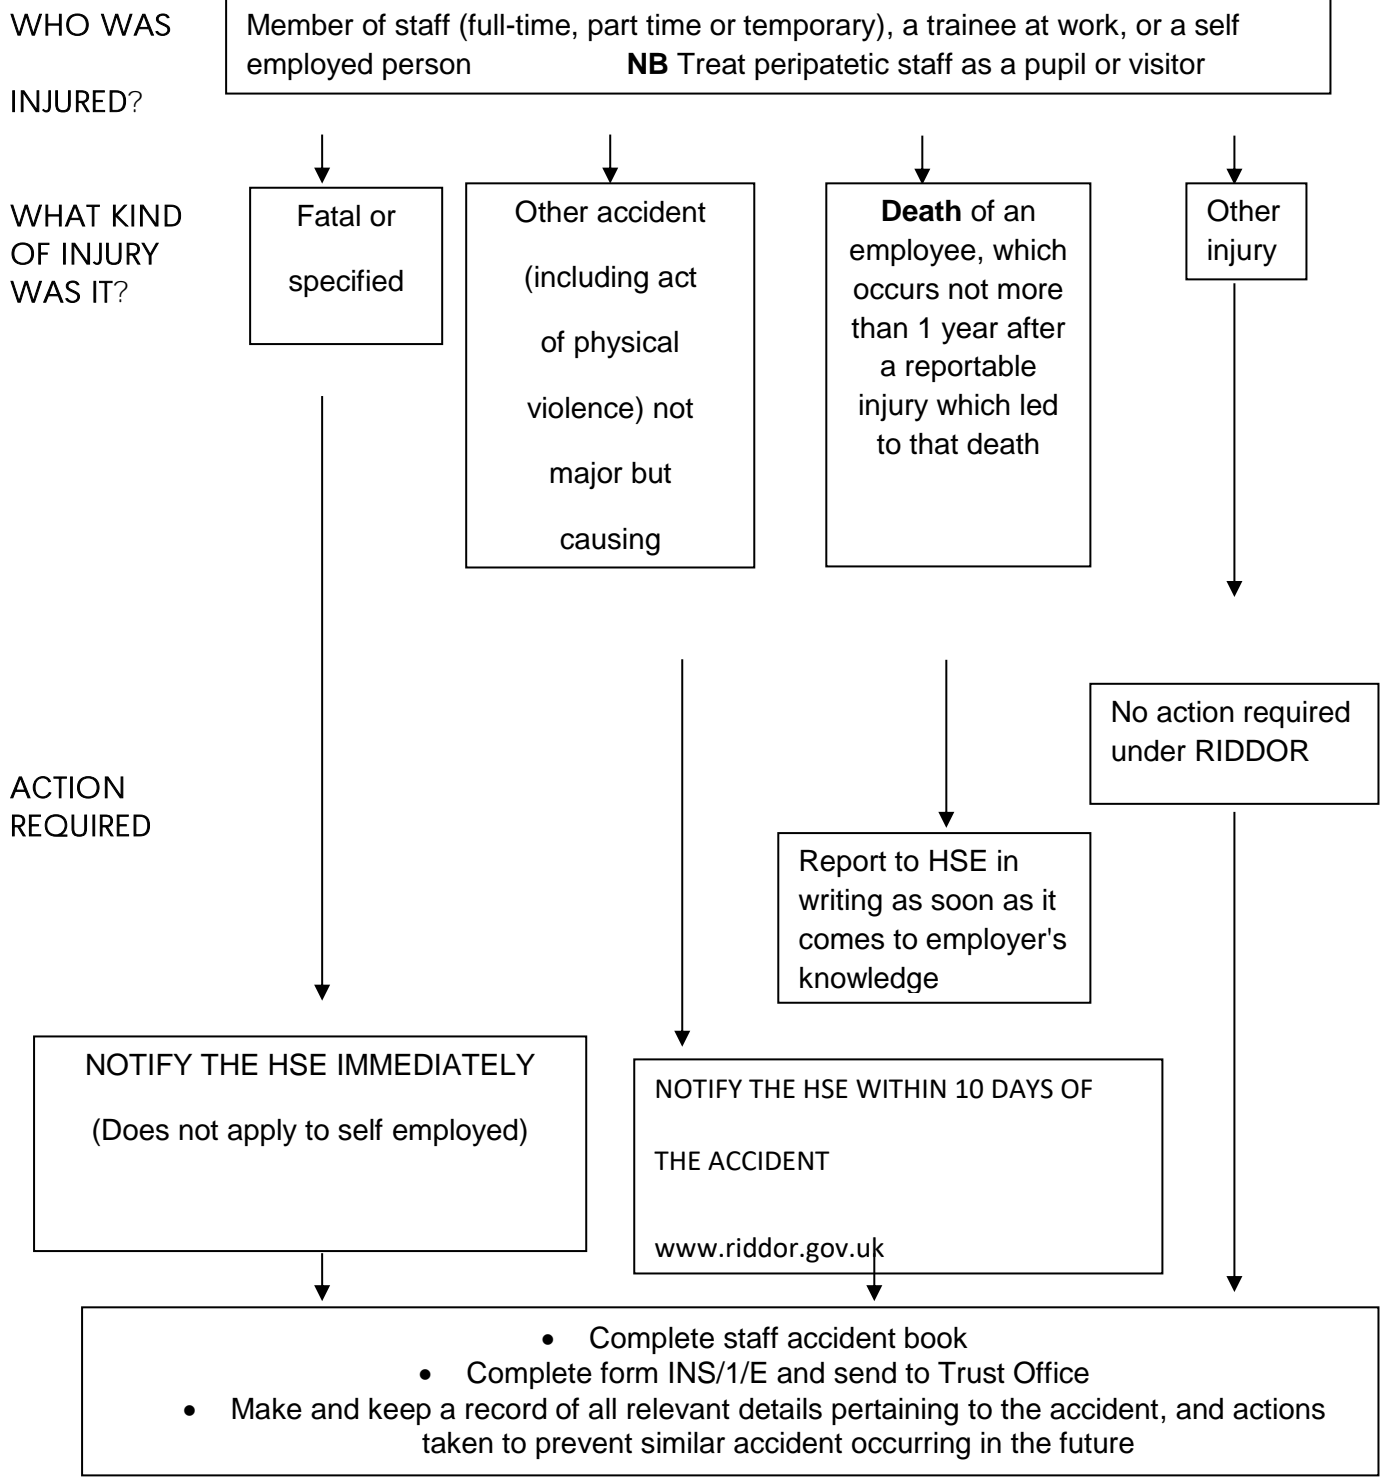 WHO WAS
INJURED?
Member of staff (full-time, part time or temporary), a trainee at work, or a self
employed person NB Treat peripatetic staff as a pupil or visitor
WHAT KIND
OF INJURY
WAS IT?
Fatal or
specified
Other accident
(including act
of physical
violence) not
major but
causing
Death of an
employee, which
occurs not more
than 1 year after
a reportable
injury which led
to that death
Other
injury
ACTION
REQUIRED
No action required
under RIDDOR
Report to HSE in
writing as soon as it
comes to employer's
knowledge
NOTIFY THE HSE IMMEDIATELY
(Does not apply to self employed)
NOTIFY THE HSE WITHIN 10 DAYS OF
THE ACCIDENT
www.riddor.gov.uk
• Complete staff accident book
• Complete form INS/1/E and send to Trust Office
• Make and keep a record of all relevant details pertaining to the accident, and actions
taken to prevent similar accident occurring in the future